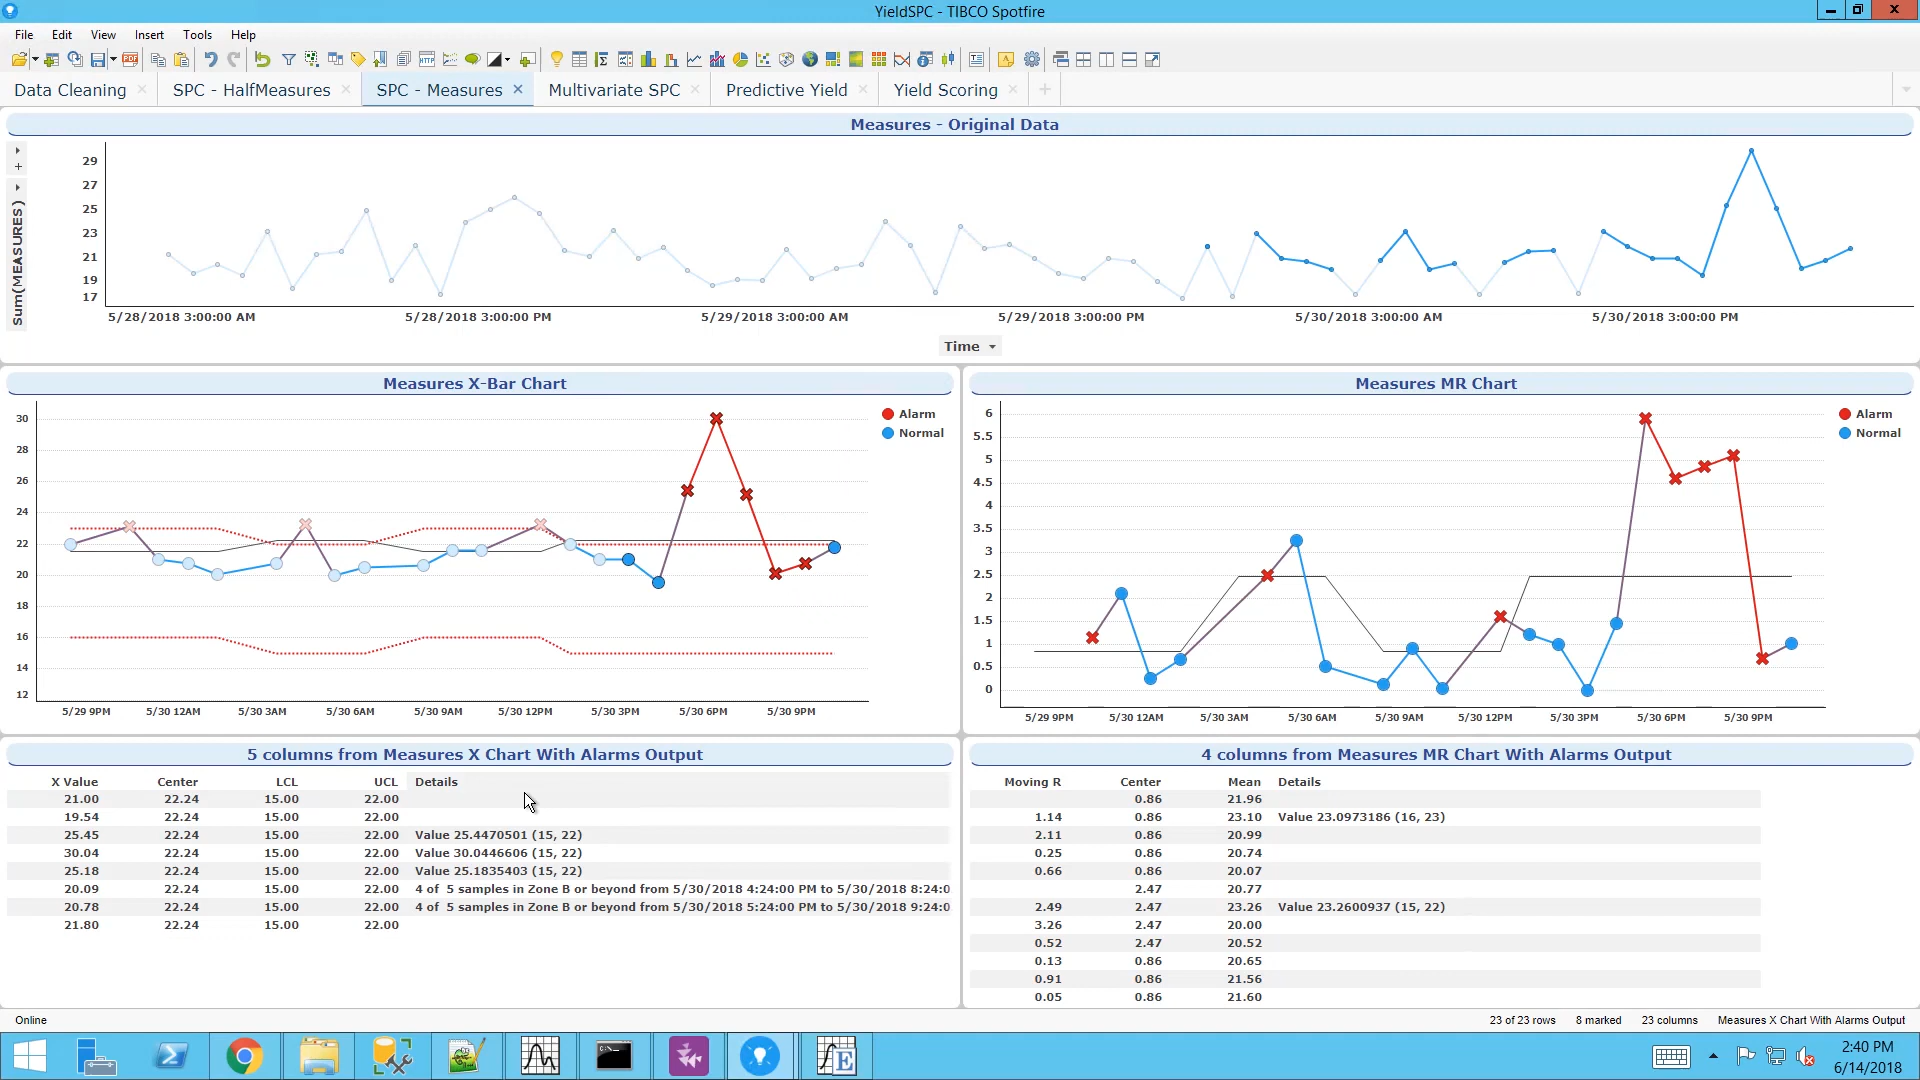 YieldSPC - TIBCO Spotfire
File Edit View Insert Tools Help
Data Cleaning SPC - HalfMeasures SPC - Measures Multivariate SPC Predictive Yield Yield Scoring
Measures - Original Data
Sum(MEASURES)
29
27
25
23
21
19
17
5/28/2018 3:00:00 AM 5/28/2018 3:00:00 PM 5/29/2018 3:00:00 AM 5/29/2018 3:00:00 PM 5/30/2018 3:00:00 AM 5/30/2018 3:00:00 PM
Time
Measures X-Bar Chart
30
28
26
24
22
20
18
16
14
12
5/29 9PM 5/30 12AM 5/30 3AM 5/30 6AM 5/30 9AM 5/30 12PM 5/30 3PM 5/30 6PM 5/30 9PM
Alarm
Normal
Measures MR Chart
6
5.5
5
4.5
4
3.5
3
2.5
2
1.5
1
0.5
0
5/29 9PM 5/30 12AM 5/30 3AM 5/30 6AM 5/30 9AM 5/30 12PM 5/30 3PM 5/30 6PM 5/30 9PM
Alarm
Normal
5 columns from Measures X Chart With Alarms Output
X Value Center LCL UCL Details
21.00 22.24 15.00 22.00
19.54 22.24 15.00 22.00
25.45 22.24 15.00 22.00 Value 25.4470501 (15, 22)
30.04 22.24 15.00 22.00 Value 30.0446606 (15, 22)
25.18 22.24 15.00 22.00 Value 25.1835403 (15, 22)
20.09 22.24 15.00 22.00 4 of 5 samples in Zone B or beyond from 5/30/2018 4:24:00 PM to 5/30/2018 8:24:0
20.78 22.24 15.00 22.00 4 of 5 samples in Zone B or beyond from 5/30/2018 5:24:00 PM to 5/30/2018 9:24:0
21.80 22.24 15.00 22.00
4 columns from Measures MR Chart With Alarms Output
Moving R Center Mean Details
0.86 21.96
1.14 0.86 23.10 Value 23.0973186 (16, 23)
2.11 0.86 20.99
0.25 0.86 20.74
0.66 0.86 20.07
2.47 20.77
2.49 2.47 23.26 Value 23.2600937 (15, 22)
3.26 2.47 20.00
0.52 2.47 20.52
0.13 0.86 20.65
0.91 0.86 21.56
0.05 0.86 21.60
Online 23 of 23 rows 8 marked 23 columns Measures X Chart With Alarms Output
2:40 PM
6/14/2018